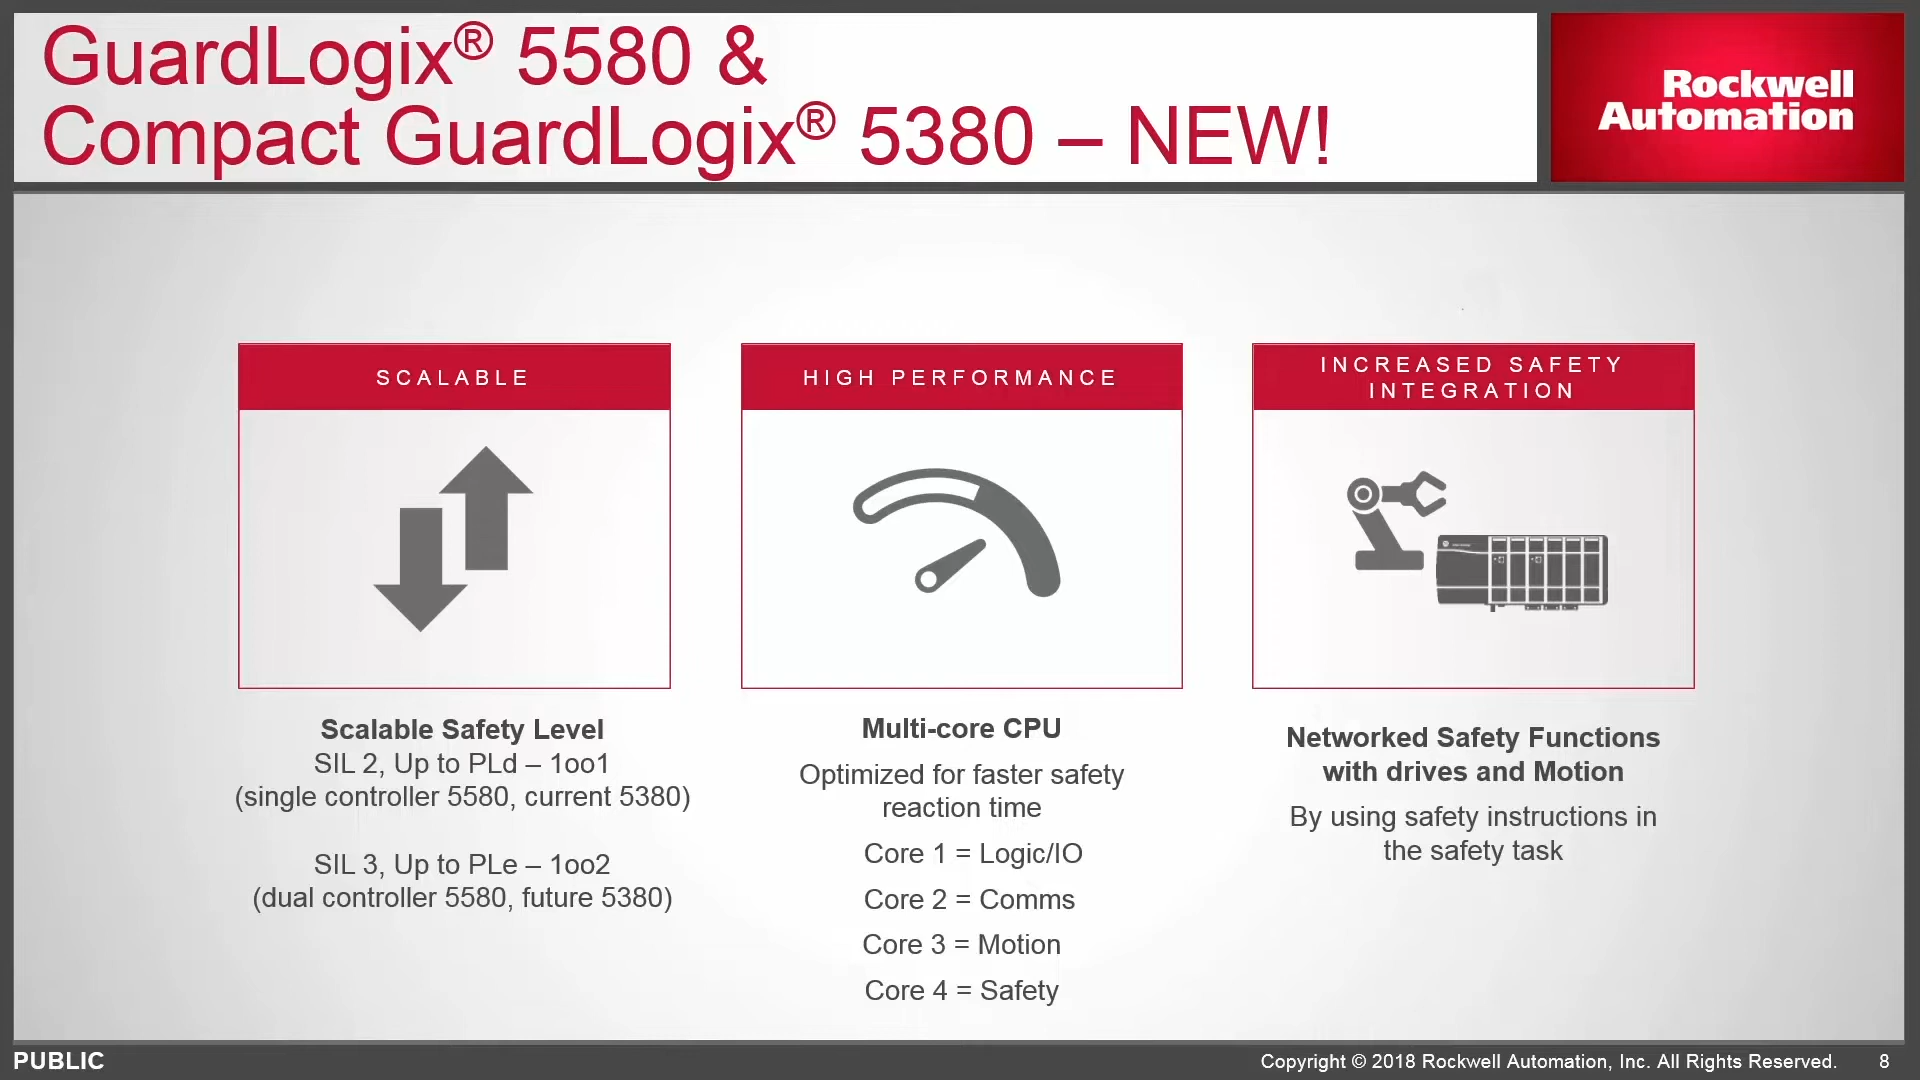 GuardLogix® 5580 &
Compact GuardLogix® 5380 – NEW!
Rockwell
Automation
SCALABLE
Scalable Safety Level
SIL 2, Up to PLd – 1oo1
(single controller 5580, current 5380)
SIL 3, Up to PLe – 1oo2
(dual controller 5580, future 5380)
HIGH PERFORMANCE
Multi-core CPU
Optimized for faster safety
reaction time
Core 1 = Logic/IO
Core 2 = Comms
Core 3 = Motion
Core 4 = Safety
INCREASED SAFETY
INTEGRATION
Networked Safety Functions
with drives and Motion
By using safety instructions in
the safety task
PUBLIC
Copyright © 2018 Rockwell Automation, Inc. All Rights Reserved. 8